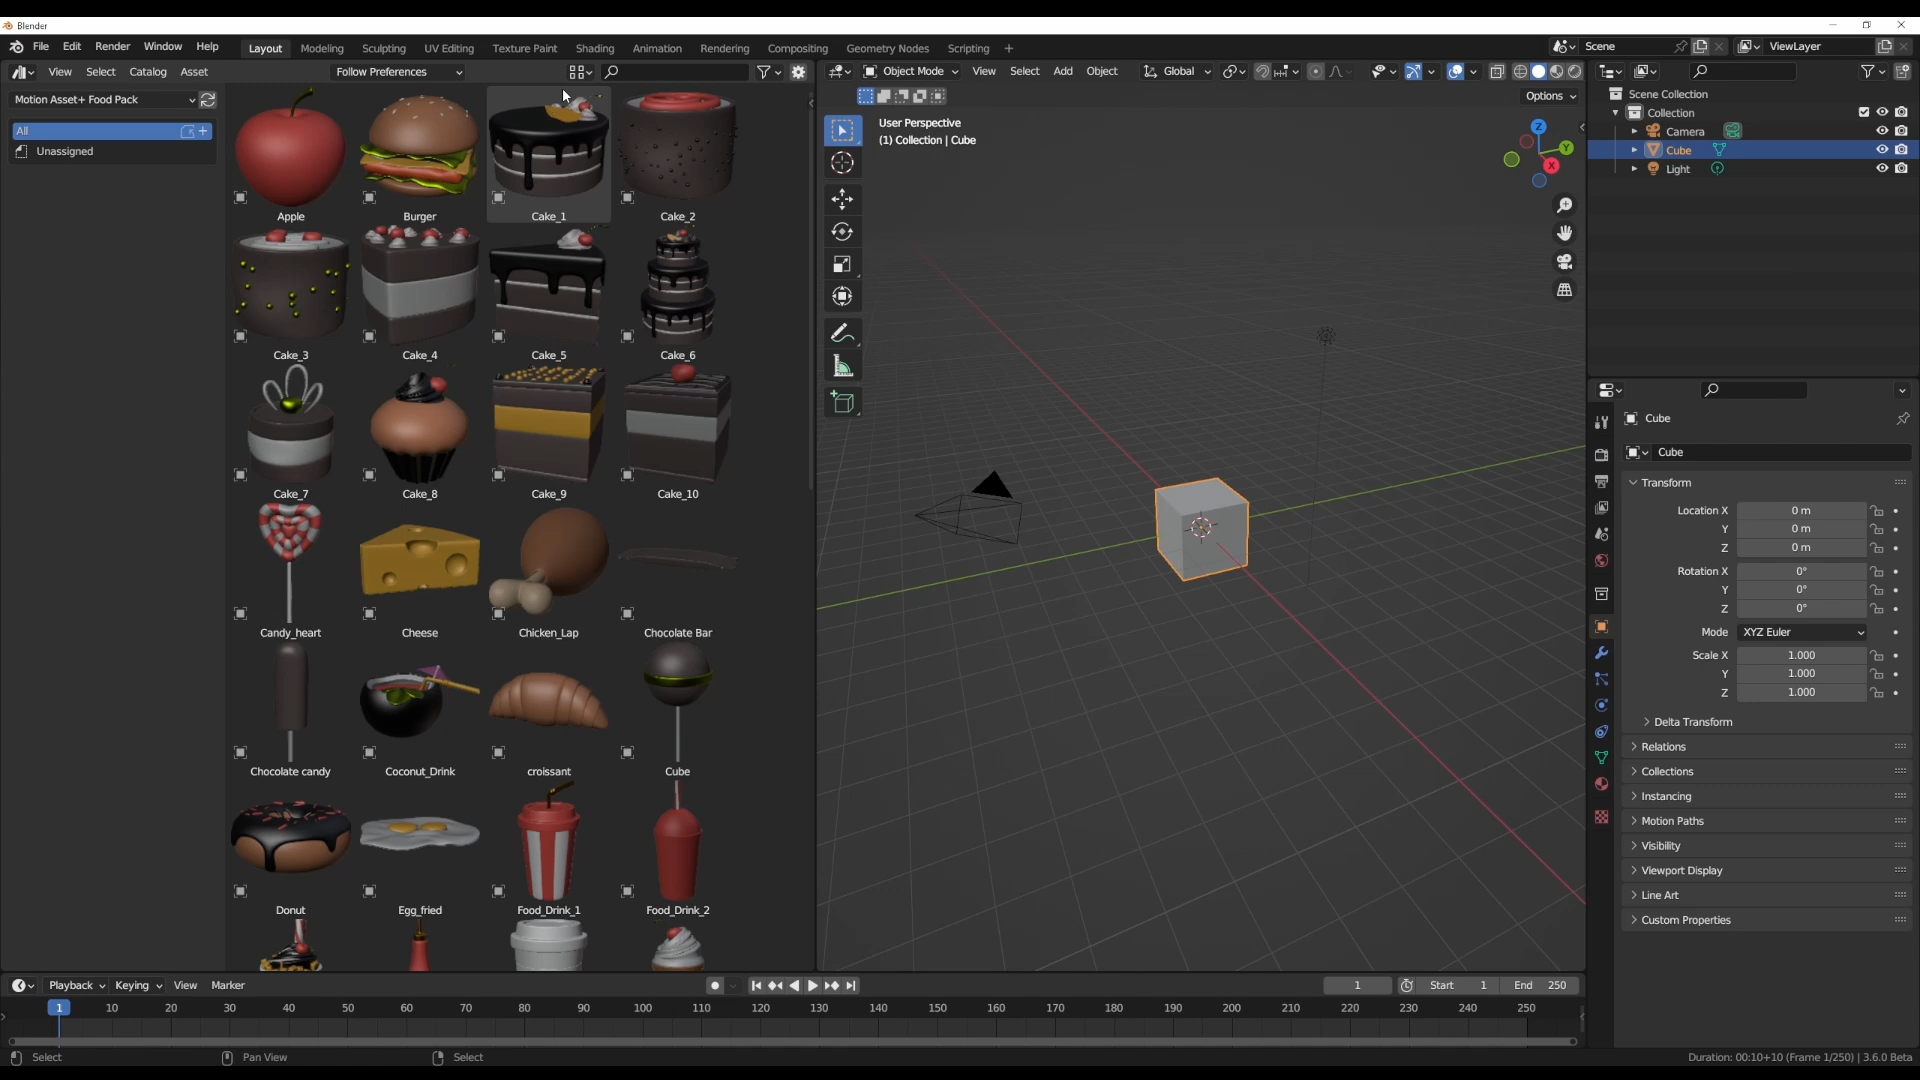 Blender
File Edit Render Window Help Layout Modeling Sculpting UV Editing Texture Paint Shading Animation Rendering Compositing Geometry Nodes Scripting + Scene ViewLayer
View Select Catalog Asset Follow Preferences Object Mode View Select Add Object Global
Options
Motion Asset+ Food Pack
All
Unassigned
Apple Burger Cake_1 Cake_2
Cake_3 Cake_4 Cake_5 Cake_6
Cake_7 Cake_8 Cake_9 Cake_10
Candy_heart Cheese Chicken_Lap Chocolate Bar
Chocolate candy Coconut_Drink croissant Cube
Donut Egg_fried Food_Drink_1 Food_Drink_2
User Perspective
(1) Collection | Cube
Z
Y
X
Scene Collection
Collection
Camera
Cube
Light
Cube
Cube
Transform
Location X 0 m
Y 0 m
Z 0 m
Rotation X 0°
Y 0°
Z 0°
Mode XYZ Euler
Scale X 1.000
Y 1.000
Z 1.000
Delta Transform
Relations
Collections
Instancing
Motion Paths
Visibility
Viewport Display
Line Art
Custom Properties
Playback Keying View Marker 1 Start 1 End 250
1 10 20 30 40 50 60 70 80 90 100 110 120 130 140 150 160 170 180 190 200 210 220 230 240 250
Select Pan View Select Duration: 00:10+10 (Frame 1/250) | 3.6.0 Beta